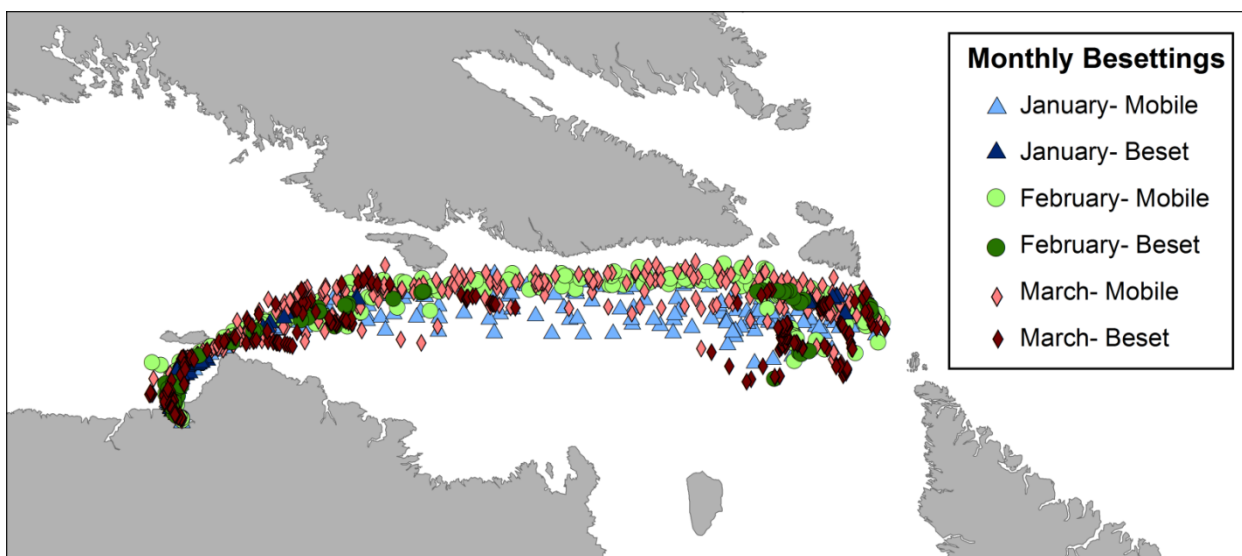 Monthly Besettings
January- Mobile
January- Beset
February- Mobile
February- Beset
March- Mobile
March- Beset